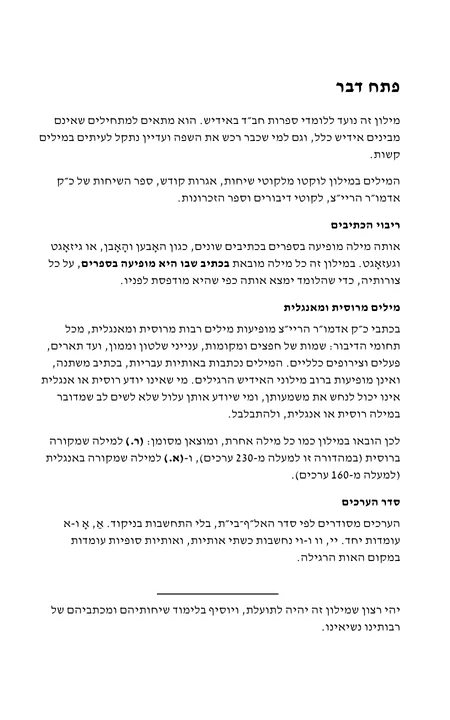 פתח דבר
מילון זה נועד ללומדי ספרות חב״ד באידיש. הוא מתאים למתחילים שאינם
מבינים אידיש כלל, וגם למי שכבר רכש את השפה ועדיין נתקל לעיתים במילים
קשות.
המילים במילון לוקטו מלקוטי שיחות, אגרות קודש, ספר השיחות של כ״ק
אדמו״ר הריי״צ, לקוטי דיבורים וספר הזכרונות.
ריבוי הכתיבים
אותה מילה מופיעה בספרים בכתיבים שונים, כגון האָבען והָאבן, או גיזאָגט
וגעזאָגט. במילון זה כל מילה מובאת בכתיב שבו היא מופיעה בספרים, על כל
צורותיה, כדי שהלומד ימצא אותה כפי שהיא מודפסת לפניו.
מילים מרוסית ומאנגלית
בכתבי כ״ק אדמו״ר הריי״צ מופיעות מילים רבות מרוסית ומאנגלית, מכל
תחומי הדיבור: שמות של חפצים ומקומות, ענייני שלטון וממון, ועד תארים,
פעלים וצירופים כלליים. המילים נכתבות באותיות עבריות, בכתיב משתנה,
ואינן מופיעות ברוב מילוני האידיש הרגילים. מי שאינו יודע רוסית או אנגלית
אינו יכול לנחש את משמעותן, ומי שיודע אותן עלול שלא לשים לב שמדובר
במילה רוסית או אנגלית, ולהתבלבל.
לכן הובאו במילון כמו כל מילה אחרת, ומוצאן מסומן: (ר.) למילה שמקורה
ברוסית (במהדורה זו למעלה מ-230 ערכים), ו-(א.) למילה שמקורה באנגלית
(למעלה מ-160 ערכים).
סדר הערכים
הערכים מסודרים לפי סדר האל״ף־בי״ת, בלי התחשבות בניקוד. אַ, אָ ו-א
עומדות יחד. יי, וו ו-וי נחשבות כשתי אותיות, ואותיות סופיות עומדות
במקום האות הרגילה.
יהי רצון שמילון זה יהיה לתועלת, ויוסיף בלימוד שיחותיהם ומכתביהם של
רבותינו נשיאינו.